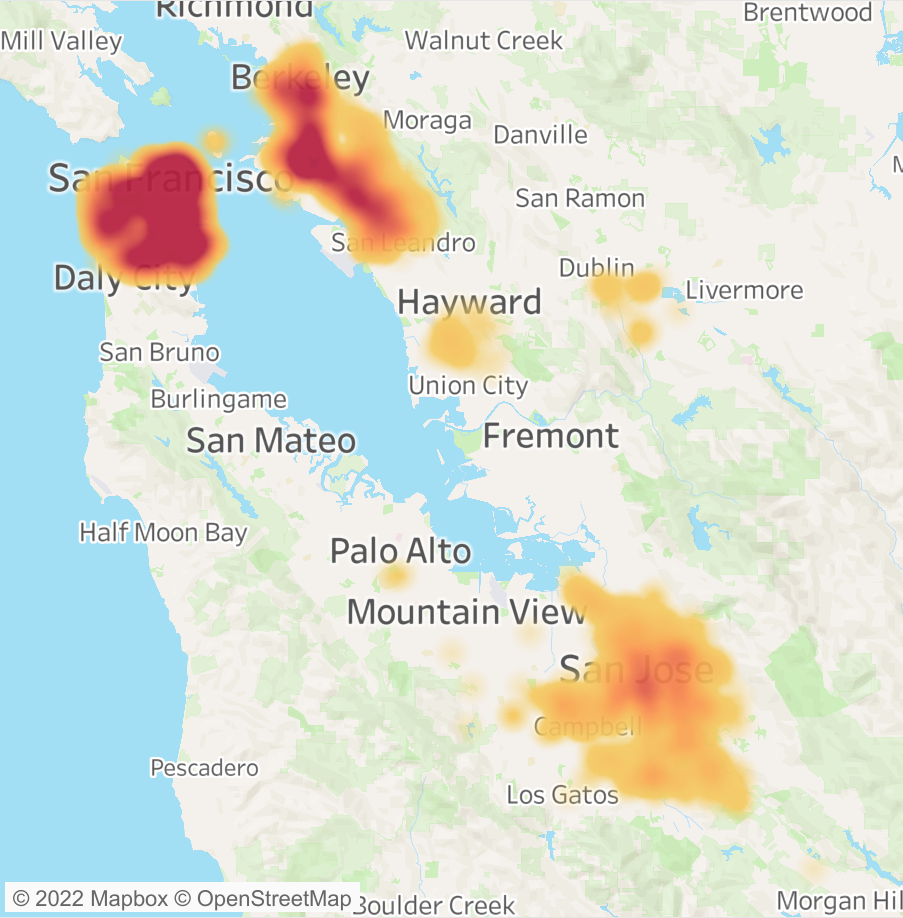 Richmond
Brentwood
Mill Valley
Walnut Creek
Berkeley
Moraga
Danville
San Francisco
San Ramon
San Leandro
Dublin
Daly City
Livermore
Hayward
San Bruno
Union City
Burlingame
San Mateo
Fremont
Half Moon Bay
Palo Alto
Mountain View
San Jose
Campbell
Pescadero
Los Gatos
© 2022 Mapbox © OpenStreetMap
Boulder Creek
Morgan Hil